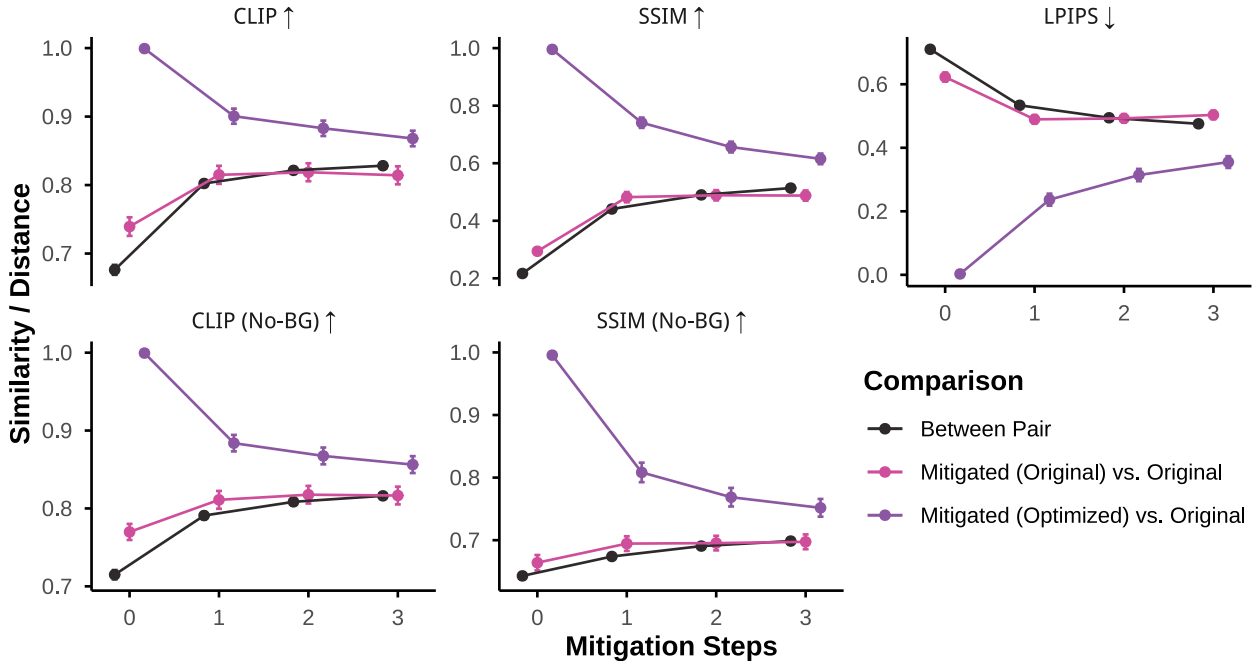 CLIP ↑
SSIM ↑
LPIPS ↓
1.0
0.9
0.8
0.7
1.0
0.8
0.6
0.4
0.2
0.6
0.4
0.2
0.0
0 1 2 3
Similarity / Distance
CLIP (No-BG) ↑
SSIM (No-BG) ↑
1.0
0.9
0.8
0.7
0 1 2 3
1.0
0.9
0.8
0.7
0 1 2 3
Mitigation Steps
Comparison
Between Pair
Mitigated (Original) vs. Original
Mitigated (Optimized) vs. Original